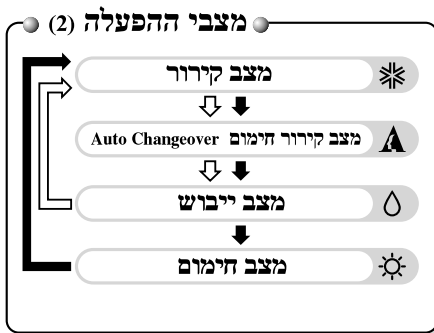 מצבי ההפעלה (2)
מצב קירור
מצב קירור חימום Auto Changeover
מצב ייבוש
מצב חימום